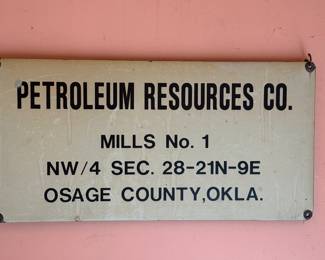 PETROLEUM RESOURCES CO.
MILLS No. 1
NW/4 SEC. 28-21N-9E
OSAGE COUNTY,OKLA.